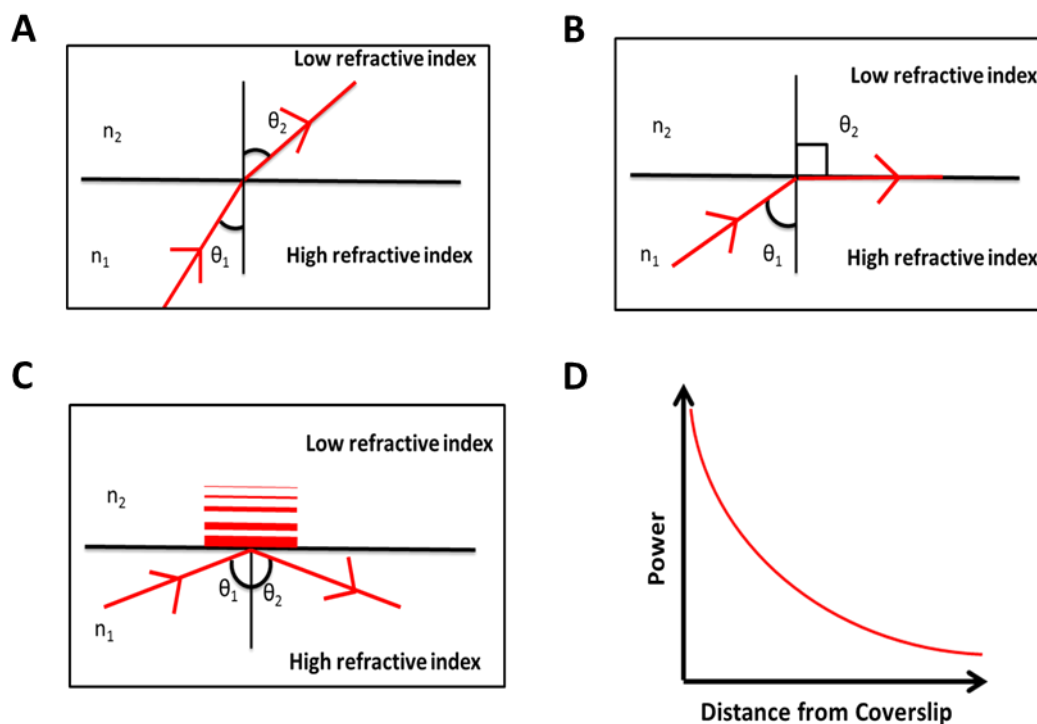 A
Low refractive index
n2
θ2
n1
θ1
High refractive index
B
Low refractive index
n2
θ2
n1
θ1
High refractive index
C
Low refractive index
n2
θ1
θ2
n1
High refractive index
D
Power
Distance from Coverslip